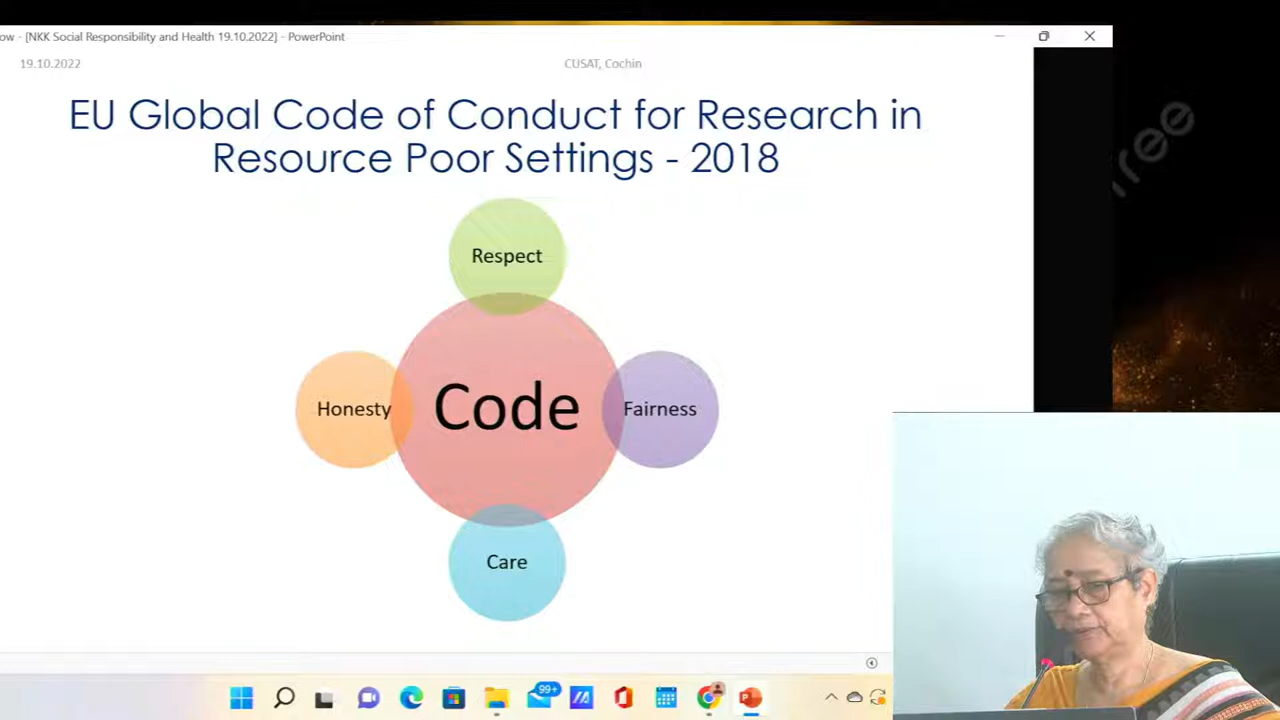 ow - [NKK Social Responsibility and Health 19.10.2022] - PowerPoint
19.10.2022
CUSAT, Cochin
EU Global Code of Conduct for Research in
Resource Poor Settings - 2018
Respect
Honesty
Code
Fairness
Care
99+
free